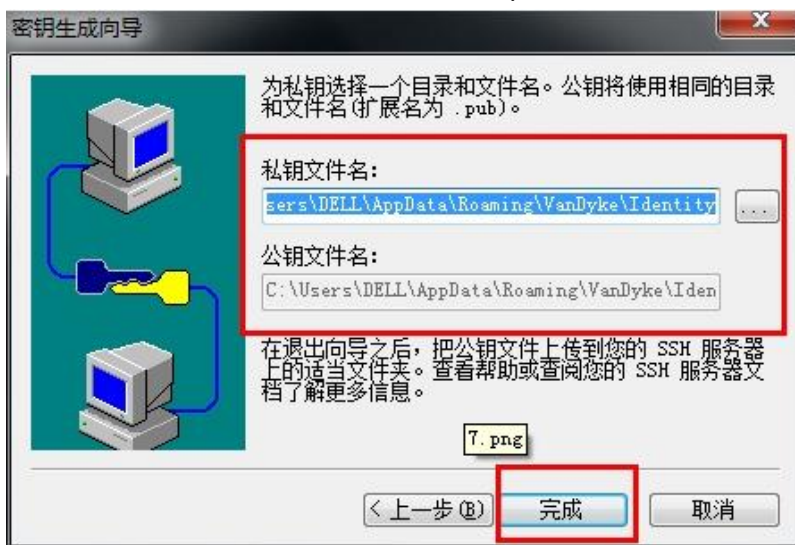 密钥生成向导
为私钥选择一个目录和文件名。公钥将使用相同的目录
和文件名(扩展名为 .pub)。
私钥文件名:
sers\DELL\AppData\Roaming\VanDyke\Identity
...
公钥文件名:
C:\Users\DELL\AppData\Roaming\VanDyke\Iden
在退出向导之后，把公钥文件上传到您的 SSH 服务器
上的适当文件夹。查看帮助或查阅您的 SSH 服务器文
档了解更多信息。
7.png
< 上一步(B)
完成
取消